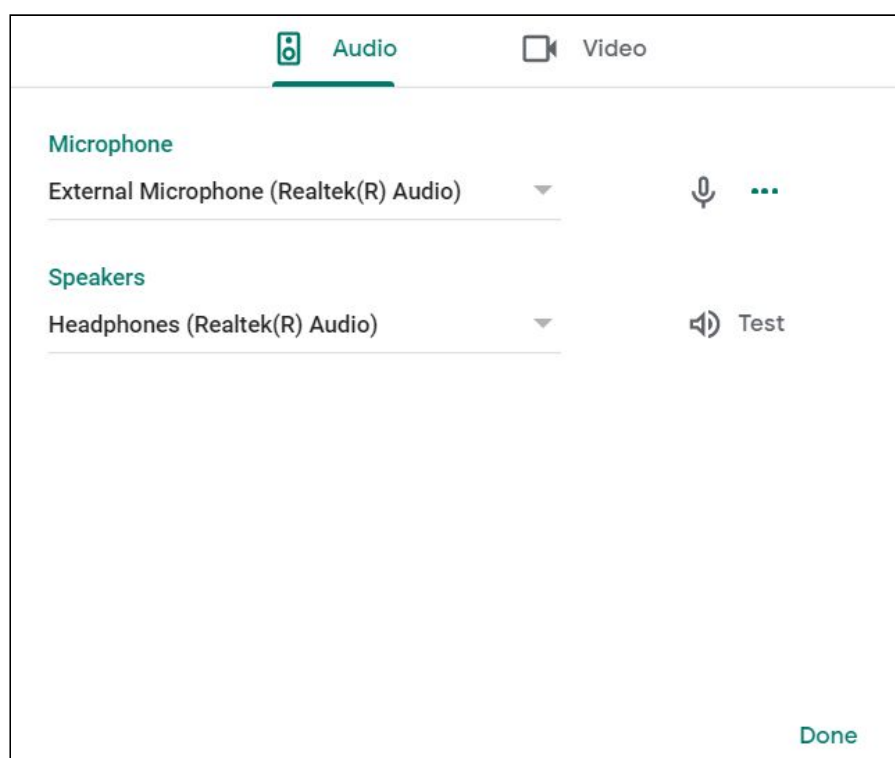 Audio Video
Microphone
External Microphone (Realtek(R) Audio)
Speakers
Headphones (Realtek(R) Audio)
Test
Done